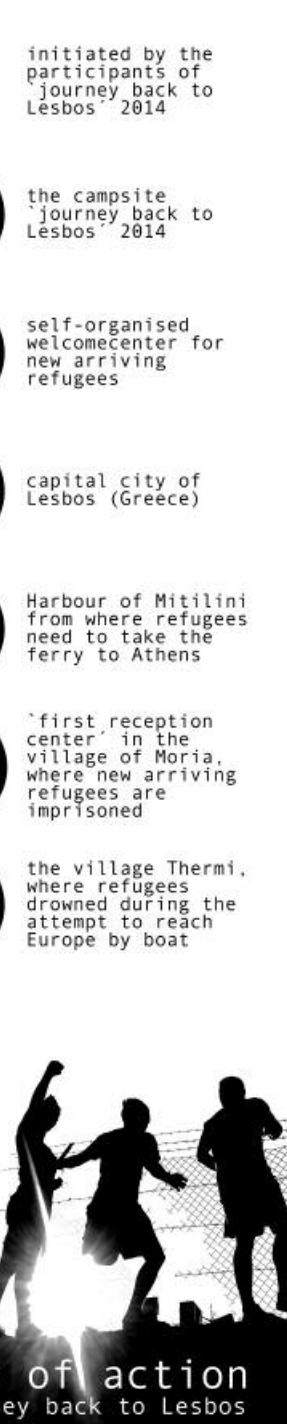 initiated by the
participants of
`journey back to
Lesbos´ 2014
the campsite
`journey back to
Lesbos´ 2014
self-organised
welcomecenter for
new arriving
refugees
capital city of
Lesbos (Greece)
Harbour of Mitilini
from where refugees
need to take the
ferry to Athens
`first reception
center´ in the
village of Moria,
where new arriving
refugees are
imprisoned
the village Thermi,
where refugees
drowned during the
attempt to reach
Europe by boat
of action
ey back to Lesbos